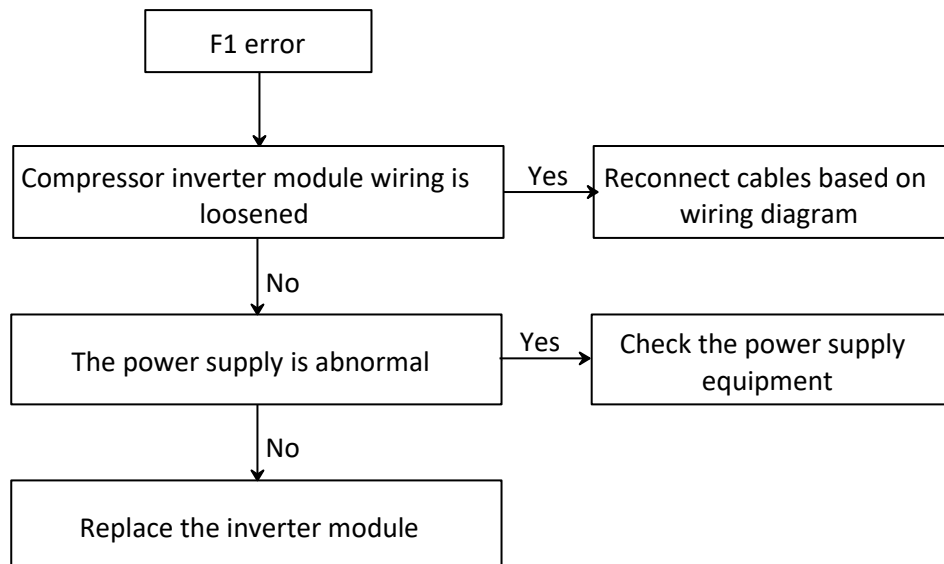 F1 error
Compressor inverter module wiring is
loosened
Yes
Reconnect cables based on
wiring diagram
No
The power supply is abnormal
Yes
Check the power supply
equipment
No
Replace the inverter module